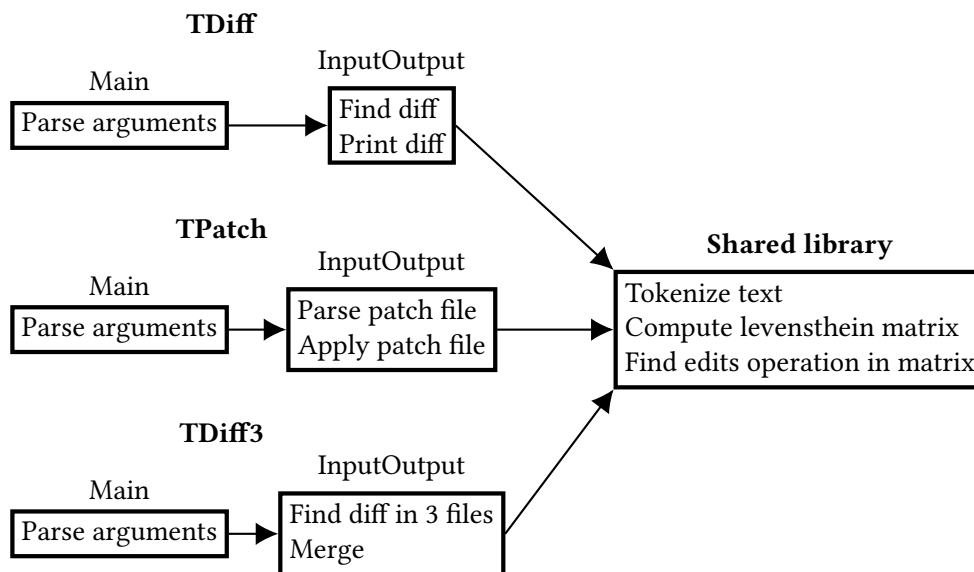 TDiff
Main
Parse arguments
InputOutput
Find diff
Print diff
TPatch
Main
Parse arguments
InputOutput
Parse patch file
Apply patch file
TDiff3
Main
Parse arguments
InputOutput
Find diff in 3 files
Merge
Shared library
Tokenize text
Compute levensthein matrix
Find edits operation in matrix